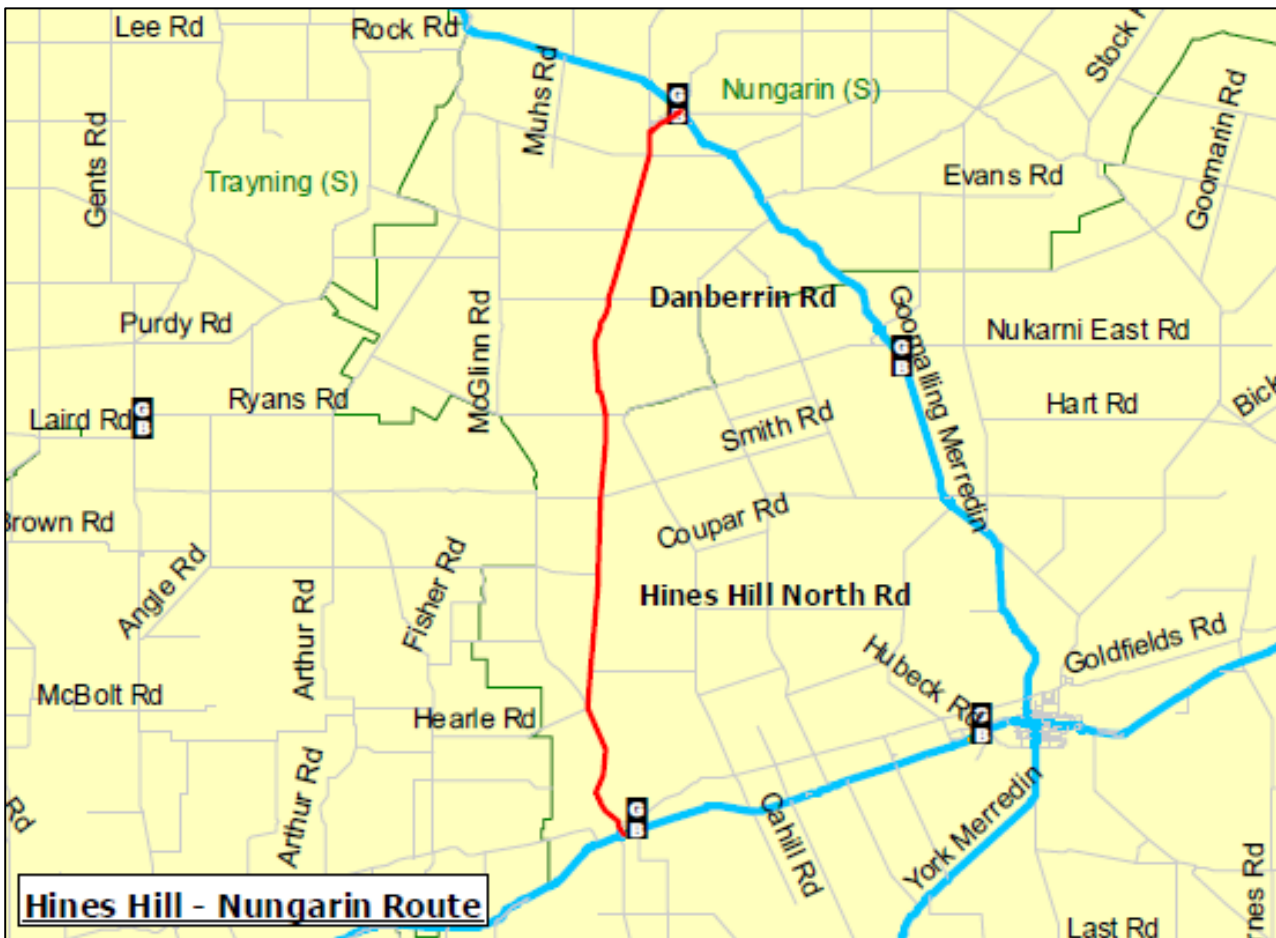 Lee Rd
Rock Rd
Stock
Muhs Rd
Nungarin (S)
Goomarin Rd
Gents Rd
Trayning (S)
Evans Rd
Danberrin Rd
Purdy Rd
McGlinn Rd
Goomalling Merredin
Nukarni East Rd
G
B
Laird Rd
G
B
Ryans Rd
Smith Rd
Hart Rd
Bick
Brown Rd
Coupar Rd
Angle Rd
Arthur Rd
Fisher Rd
Hines Hill North Rd
Hubeck Rd
Goldfields Rd
McBolt Rd
Hearle Rd
B
Rd
Arthur Rd
G
B
Cahill Rd
York Merredin
nes Rd
Hines Hill - Nungarin Route
Last Rd